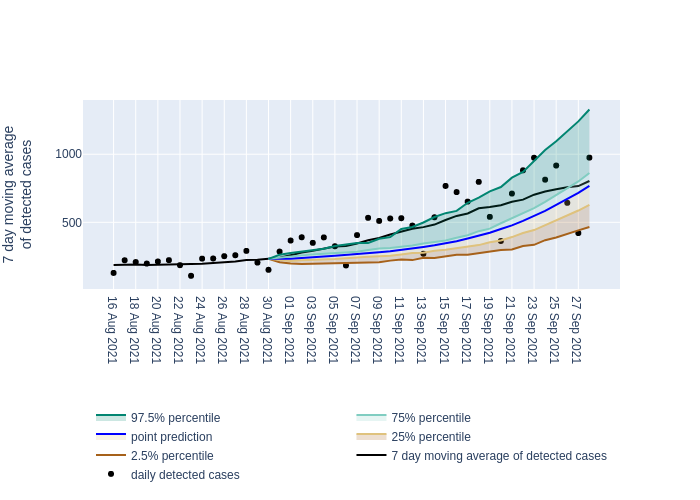 7 day moving average
of detected cases
1000
500
16 Aug 2021
18 Aug 2021
20 Aug 2021
22 Aug 2021
24 Aug 2021
26 Aug 2021
28 Aug 2021
30 Aug 2021
01 Sep 2021
03 Sep 2021
05 Sep 2021
07 Sep 2021
09 Sep 2021
11 Sep 2021
13 Sep 2021
15 Sep 2021
17 Sep 2021
19 Sep 2021
21 Sep 2021
23 Sep 2021
25 Sep 2021
27 Sep 2021
97.5% percentile
75% percentile
point prediction
25% percentile
2.5% percentile
7 day moving average of detected cases
daily detected cases